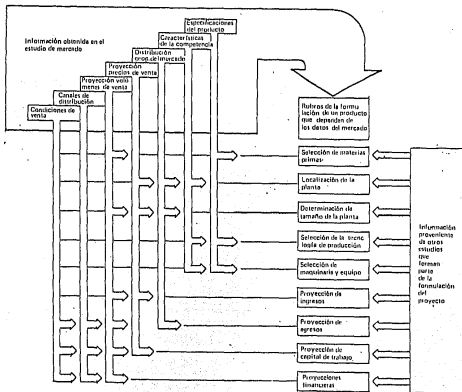 Especificaciones
del producto
Características
de la competencia
Distribución
geog. del mercado
Proyección
precios de venta
Proyección volú
menes de venta
Canales de
distribución
Condiciones de
venta
Información obtenida en el
estudio de mercado
Rubros de la formu
lación de un producto
que dependen de
los datos del mercado
Selección de materias
primas
Localización de la
planta
Determinación de
tamaño de la planta
Selección de la tecno
logía de producción
Selección de
maquinaria y equipo
Proyección de
ingresos
Proyección de
egresos
Proyección de
capital de trabajo
Proyecciones
financieras
Información
proveniente
de otros
estudios
que
forman
parte
de la
formulación
del
proyecto